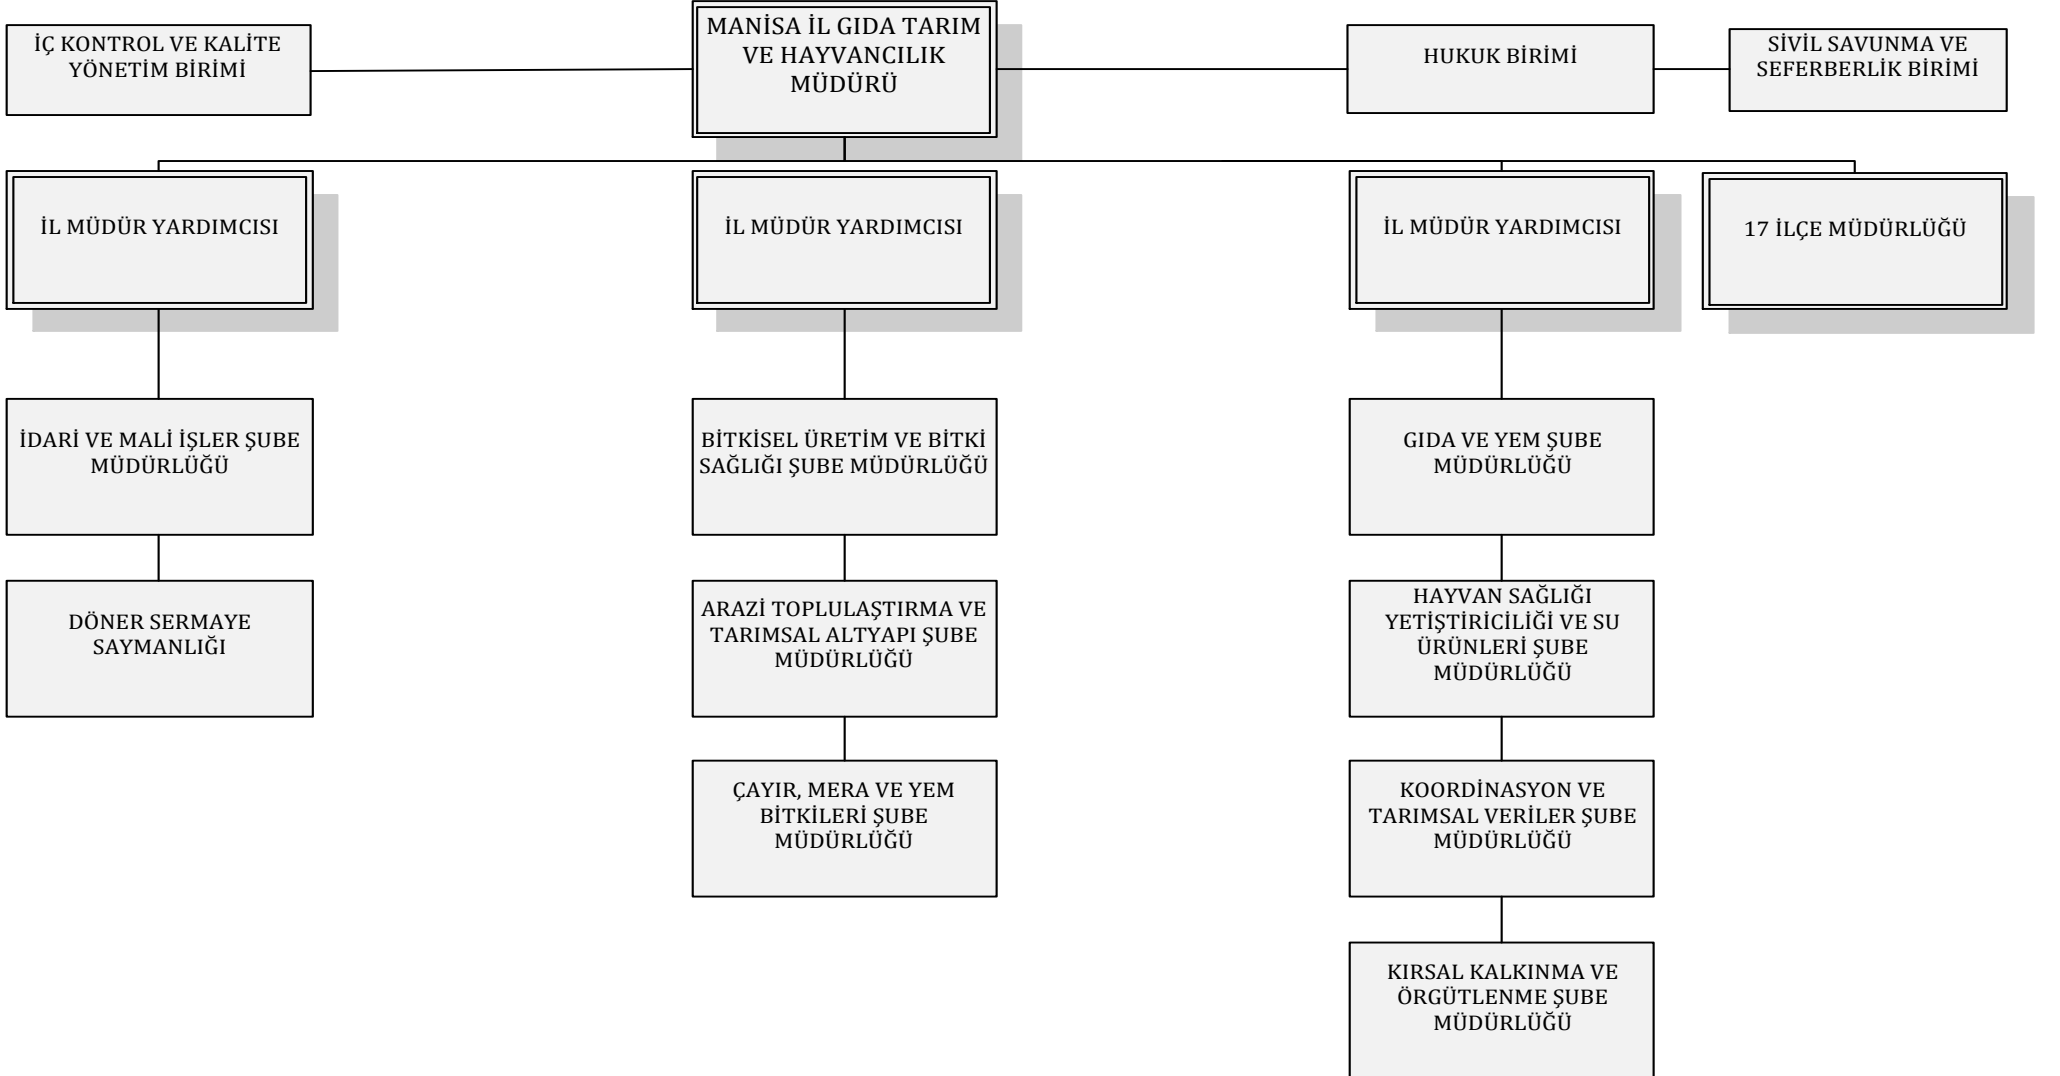 İÇ KONTROL VE KALİTE
YÖNETİM BİRİMİ
MANİSA İL GIDA TARIM
VE HAYVANCILIK
MÜDÜRÜ
HUKUK BİRİMİ
SİVİL SAVUNMA VE
SEFERBERLİK BİRİMİ
İL MÜDÜR YARDIMCISI
İL MÜDÜR YARDIMCISI
İL MÜDÜR YARDIMCISI
17 İLÇE MÜDÜRLÜĞÜ
İDARİ VE MALİ İŞLER ŞUBE
MÜDÜRLÜĞÜ
BİTKİSEL ÜRETİM VE BİTKİ
SAĞLIĞI ŞUBE MÜDÜRLÜĞÜ
GIDA VE YEM ŞUBE
MÜDÜRLÜĞÜ
DÖNER SERMAYE
SAYMANLIĞI
ARAZİ TOPLULAŞTIRMA VE
TARIMSAL ALTYAPI ŞUBE
MÜDÜRLÜĞÜ
HAYVAN SAĞLIĞI
YETİŞTİRİCİLİĞİ VE SU
ÜRÜNLERİ ŞUBE
MÜDÜRLÜĞÜ
ÇAYIR, MERA VE YEM
BİTKİLERİ ŞUBE
MÜDÜRLÜĞÜ
KOORDİNASYON VE
TARIMSAL VERİLER ŞUBE
MÜDÜRLÜĞÜ
KIRSAL KALKINMA VE
ÖRGÜTLENME ŞUBE
MÜDÜRLÜĞÜ